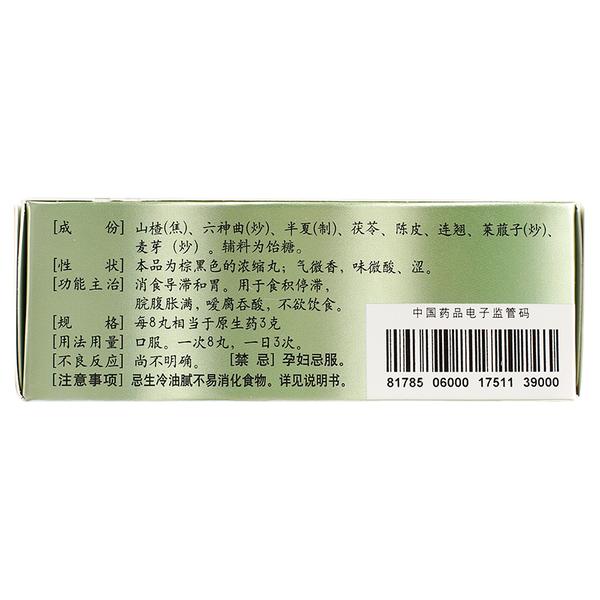 [成　份] 山楂(焦)、六神曲(炒)、半夏(制)、茯苓、陈皮、连翘、莱菔子(炒)、
麦芽（炒）。辅料为饴糖。
[性　状] 本品为棕黑色的浓缩丸；气微香，味微酸、涩。
[功能主治] 消食导滞和胃。用于食积停滞，
脘腹胀满，嗳腐吞酸，不欲饮食。
[规　格] 每8丸相当于原生药3克
[用法用量] 口服。一次8丸，一日3次。
[不良反应] 尚不明确。 [禁 忌] 孕妇忌服。
[注意事项] 忌生冷油腻不易消化食物。详见说明书。
中国药品电子监管码
81785 06000 17511 39000